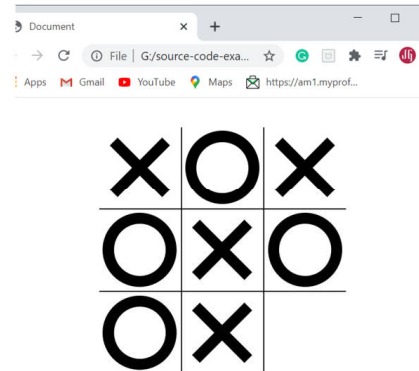 Document
File | G:/source-code-exa...
Apps Gmail YouTube Maps https://am1.myprof...
X O X
O X O
O X